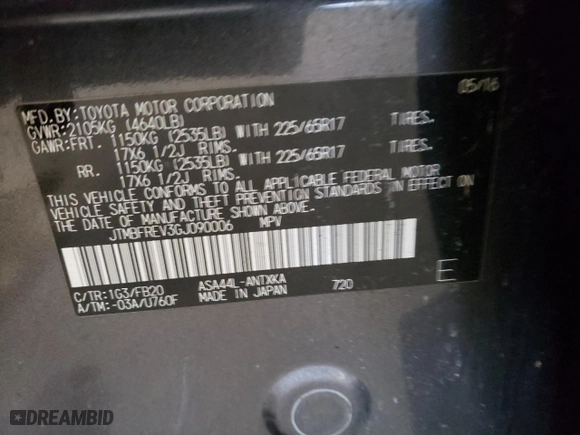 05/16
MFD. BY: TOYOTA MOTOR CORPORATION
GVWR: 2105KG (4640LB)
GAWR: FRT. 1150KG (2535LB) WITH 225/65R17 TIRES.
17X6 1/2J RIMS.
RR. 1150KG (2535LB) WITH 225/65R17 TIRES.
17X6 1/2J RIMS.
THIS VEHICLE CONFORMS TO ALL APPLICABLE FEDERAL MOTOR
VEHICLE SAFETY AND THEFT PREVENTION STANDARDS IN EFFECT ON
THE DATE OF MANUFACTURE SHOWN ABOVE.
JTMBFREV3GJ090006 MPV
C/TR: 1G3/FB20 ASA44L-ANTXKA 720 E
A/TM: -03A/U760F MADE IN JAPAN
DREAMBID